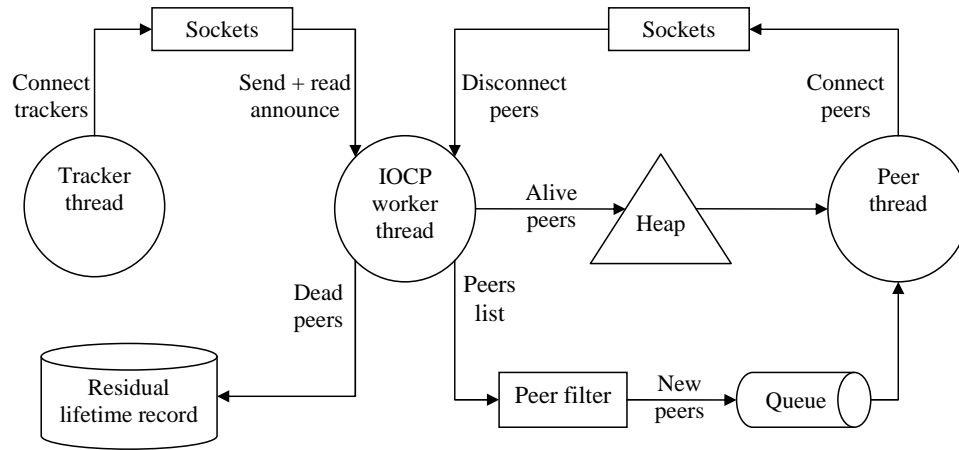 Sockets
Sockets
Connect
trackers
Send + read
announce
Disconnect
peers
Connect
peers
Tracker
thread
IOCP
worker
thread
Alive
peers
Heap
Peer
thread
Dead
peers
Peers
list
Residual
lifetime record
Peer filter
New
peers
Queue